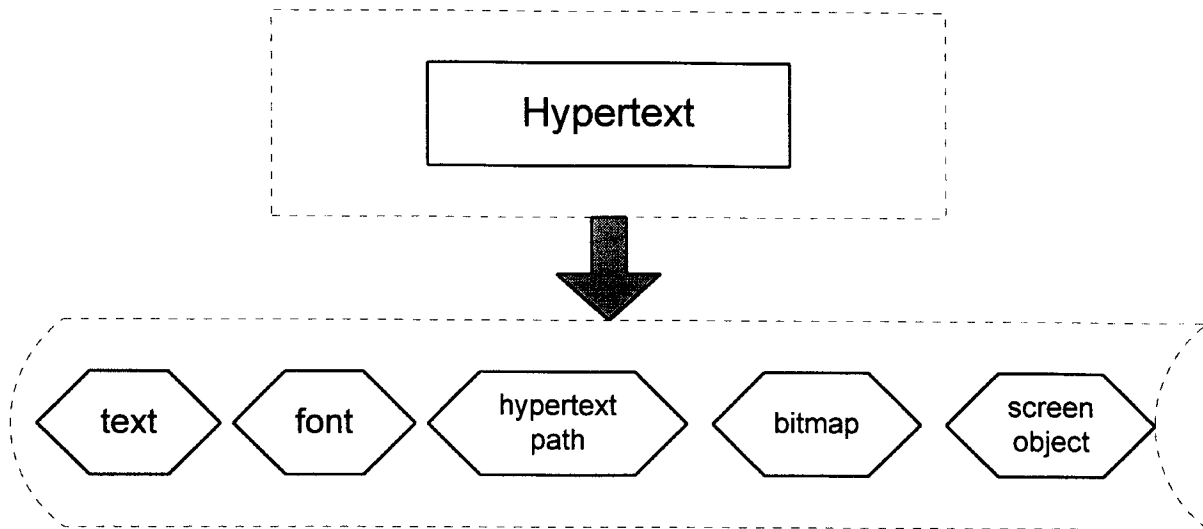 Hypertext
text
font
hypertext
path
bitmap
screen
object